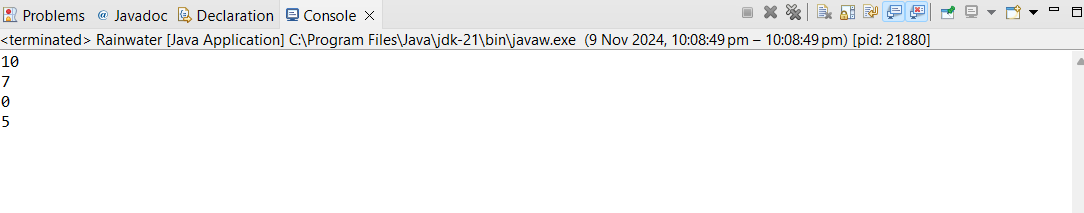 Problems @ Javadoc Declaration Console
<terminated> Rainwater [Java Application] C:\Program Files\Java\jdk-21\bin\javaw.exe (9 Nov 2024, 10:08:49 pm – 10:08:49 pm) [pid: 21880]
10
7
0
5